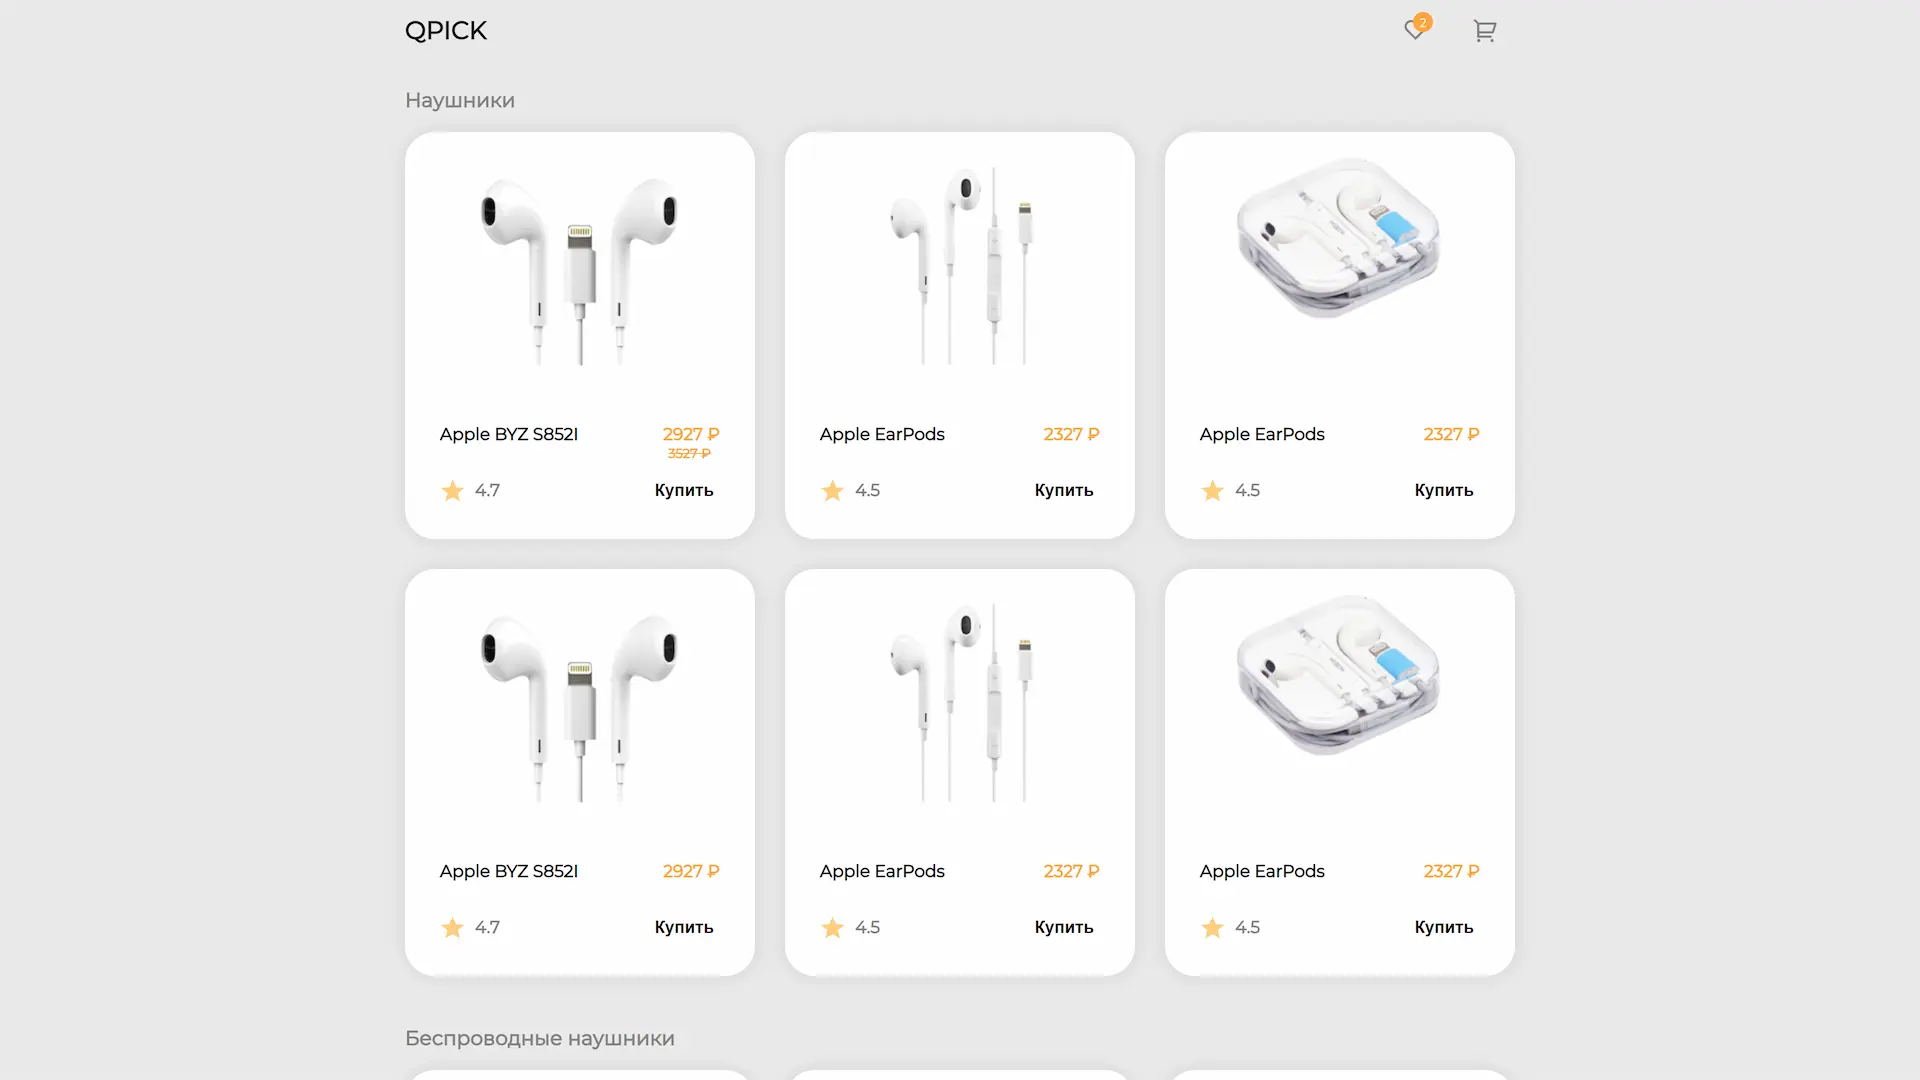 QPICK
2
Наушники
Apple BYZ S852I
2927 ₽
3527 ₽
4.7
Купить
Apple EarPods
2327 ₽
4.5
Купить
Apple EarPods
2327 ₽
4.5
Купить
Apple BYZ S852I
2927 ₽
4.7
Купить
Apple EarPods
2327 ₽
4.5
Купить
Apple EarPods
2327 ₽
4.5
Купить
Беспроводные наушники